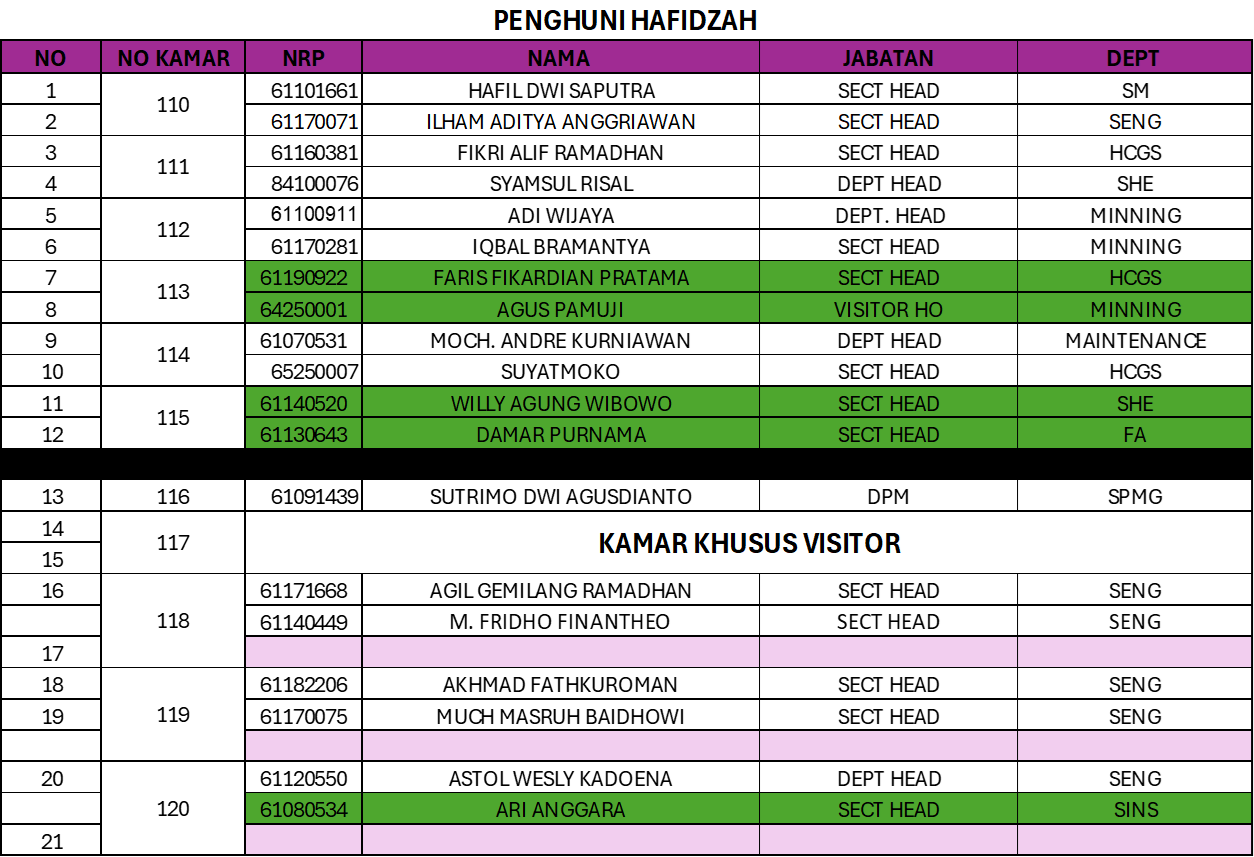 PENGHUNI HAFIDZAH
NO NO KAMAR NRP NAMA JABATAN DEPT
1 110 61101661 HAFIL DWI SAPUTRA SECT HEAD SM
2 61170071 ILHAM ADITYA ANGGRIAWAN SECT HEAD SENG
3 111 61160381 FIKRI ALIF RAMADHAN SECT HEAD HCGS
4 84100076 SYAMSUL RISAL DEPT HEAD SHE
5 112 61100911 ADI WIJAYA DEPT. HEAD MINNING
6 61170281 IQBAL BRAMANTYA SECT HEAD MINNING
7 113 61190922 FARIS FIKARDIAN PRATAMA SECT HEAD HCGS
8 64250001 AGUS PAMUJI VISITOR HO MINNING
9 114 61070531 MOCH. ANDRE KURNIAWAN DEPT HEAD MAINTENANCE
10 65250007 SUYATMOKO SECT HEAD HCGS
11 115 61140520 WILLY AGUNG WIBOWO SECT HEAD SHE
12 61130643 DAMAR PURNAMA SECT HEAD FA
13 116 61091439 SUTRIMO DWI AGUSDIANTO DPM SPMG
14 117 KAMAR KHUSUS VISITOR
15
16 118 61171668 AGIL GEMILANG RAMADHAN SECT HEAD SENG
61140449 M. FRIDHO FINANTHEO SECT HEAD SENG
17
18 119 61182206 AKHMAD FATHKUROMAN SECT HEAD SENG
19 61170075 MUCH MASRUH BAIDHOWI SECT HEAD SENG
20 120 61120550 ASTOL WESLY KADOENA DEPT HEAD SENG
61080534 ARI ANGGARA SECT HEAD SINS
21